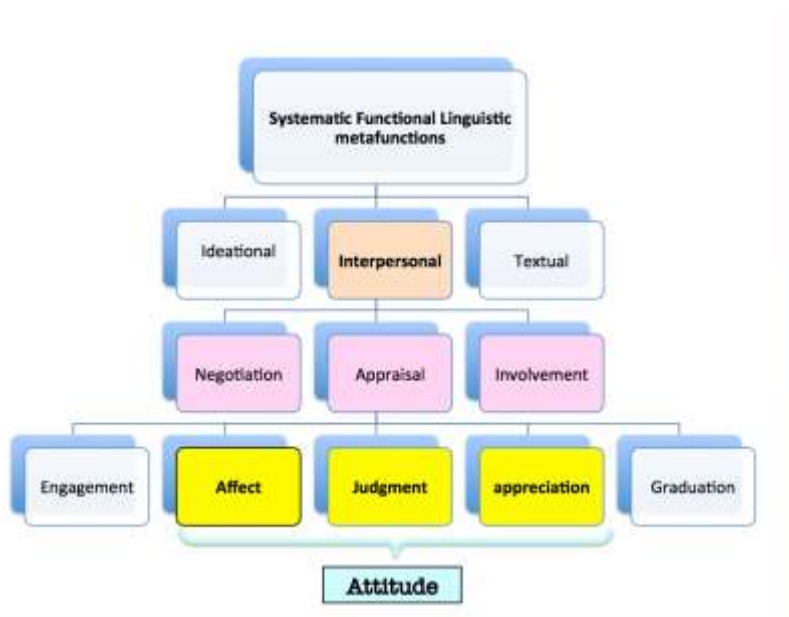 Systematic Functional Linguistic
metafunctions
Ideational
Interpersonal
Textual
Negotiation
Appraisal
Involvement
Engagement
Affect
Judgment
appreciation
Graduation
Attitude